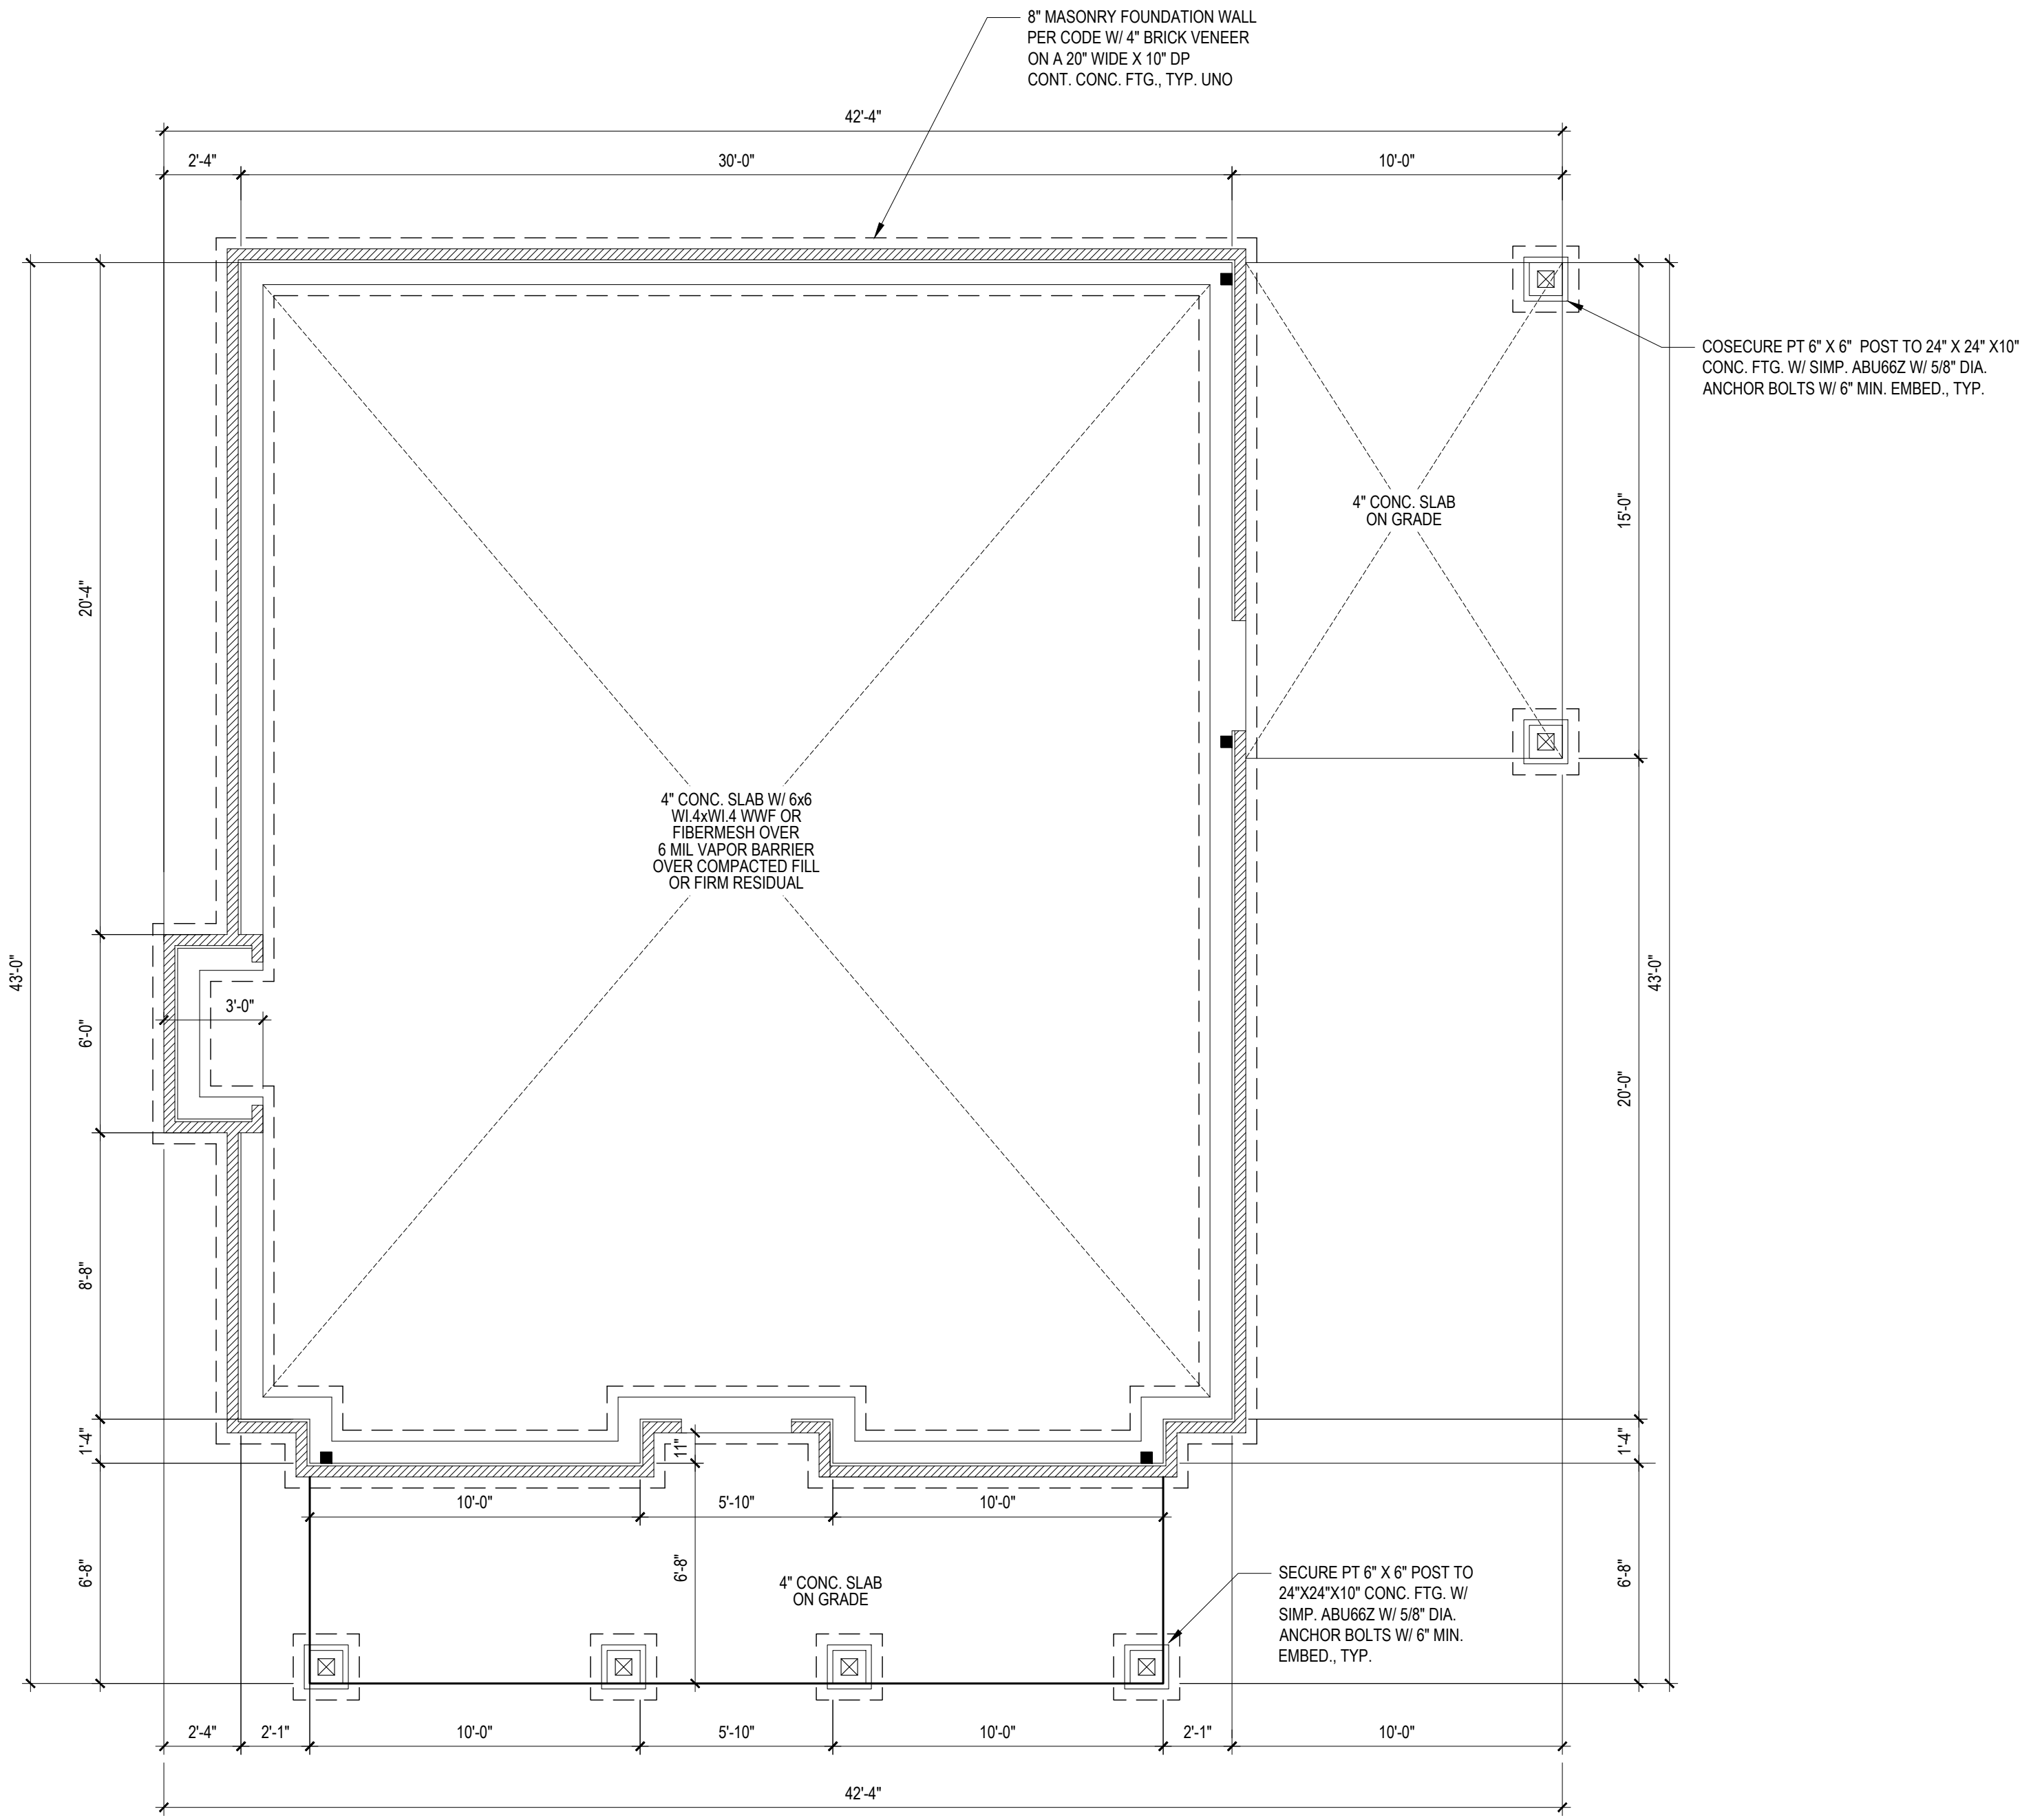 8" MASONRY FOUNDATION WALL
PER CODE W/ 4" BRICK VENEER
ON A 20" WIDE X 10" DP
CONT. CONC. FTG., TYP. UNO
42'-4"
2'-4"
30'-0"
10'-0"
COSECURE PT 6" X 6" POST TO 24" X 24" X10"
CONC. FTG. W/ SIMP. ABU66Z W/ 5/8" DIA.
ANCHOR BOLTS W/ 6" MIN. EMBED., TYP.
4" CONC. SLAB
ON GRADE
15'-0"
20'-4"
4" CONC. SLAB W/ 6x6
WI.4xWI.4 WWF OR
FIBERMESH OVER
6 MIL VAPOR BARRIER
OVER COMPACTED FILL
OR FIRM RESIDUAL
43'-0"
43'-0"
3'-0"
6'-0"
20'-0"
8'-8"
1'-4"
11"
1'-4"
10'-0"
5'-10"
10'-0"
6'-8"
6'-8"
4" CONC. SLAB
ON GRADE
SECURE PT 6" X 6" POST TO
24"X24"X10" CONC. FTG. W/
SIMP. ABU66Z W/ 5/8" DIA.
ANCHOR BOLTS W/ 6" MIN.
EMBED., TYP.
6'-8"
2'-4"
2'-1"
10'-0"
5'-10"
10'-0"
2'-1"
10'-0"
42'-4"